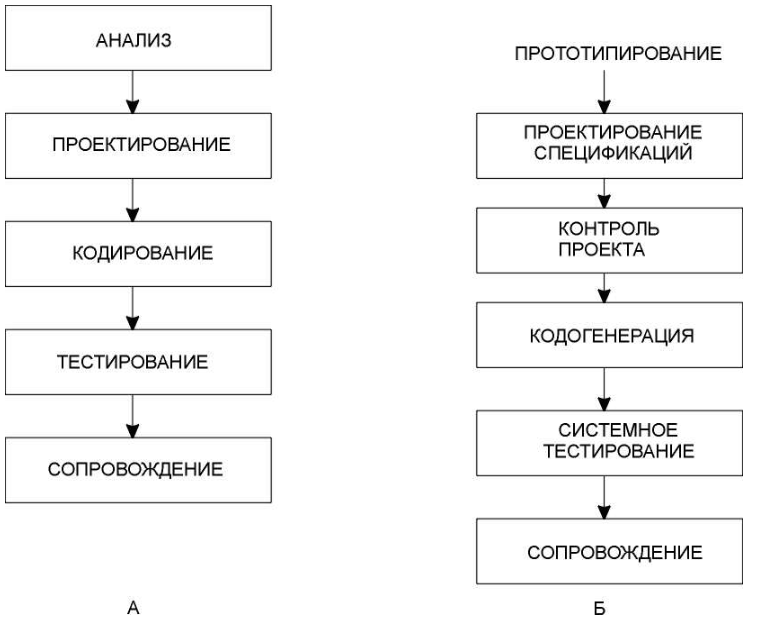 АНАЛИЗ
ПРОЕКТИРОВАНИЕ
КОДИРОВАНИЕ
ТЕСТИРОВАНИЕ
СОПРОВОЖДЕНИЕ
А
ПРОТОТИПИРОВАНИЕ
ПРОЕКТИРОВАНИЕ
СПЕЦИФИКАЦИЙ
КОНТРОЛЬ
ПРОЕКТА
КОДОГЕНЕРАЦИЯ
СИСТЕМНОЕ
ТЕСТИРОВАНИЕ
СОПРОВОЖДЕНИЕ
Б